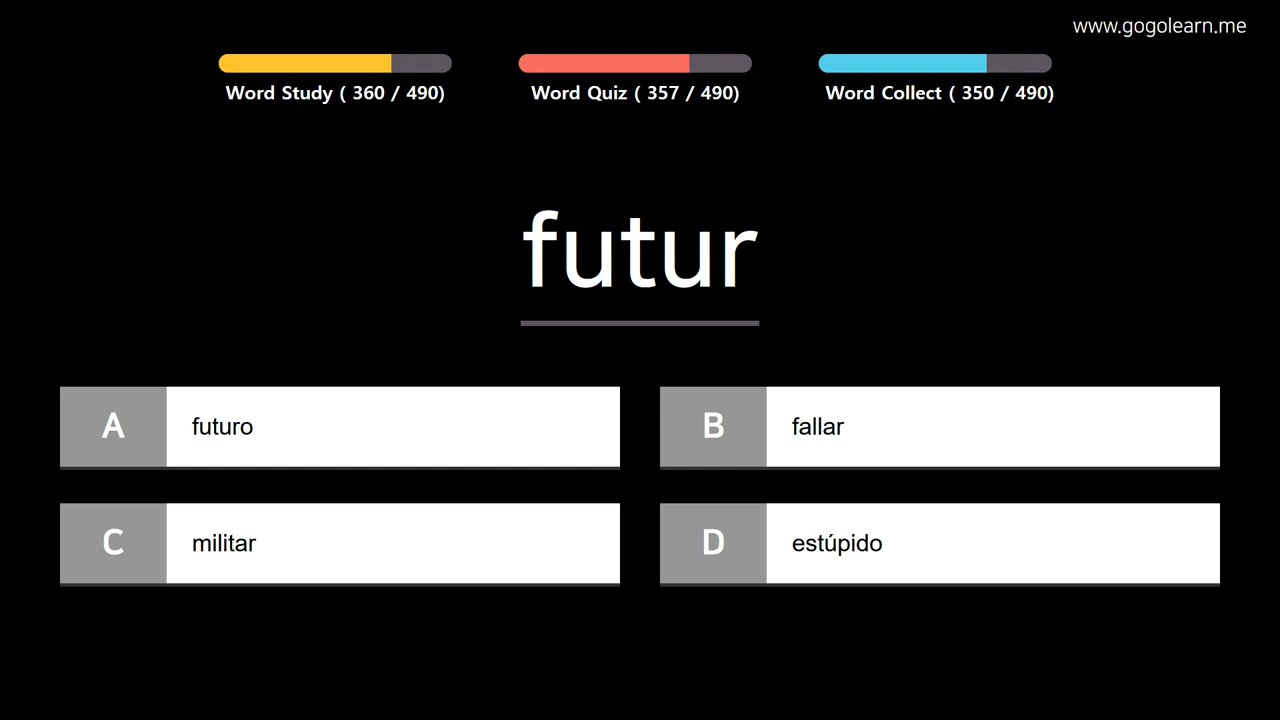 www.gogolearn.me
Word Study ( 360 / 490)
Word Quiz ( 357 / 490)
Word Collect ( 350 / 490)
futur
A futuro
B fallar
C militar
D estúpido